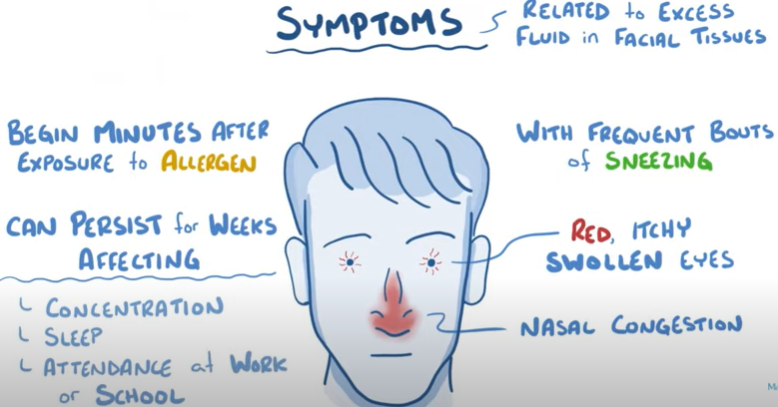 SYMPTOMS
RELATED to EXCESS
FLUID in FACIAL TISSUES
BEGIN MINUTES AFTER
EXPOSURE to ALLERGEN
CAN PERSIST for WEEKS
AFFECTING
CONCENTRATION
SLEEP
ATTENDANCE at WORK
or SCHOOL
WITH FREQUENT BOUTS
of SNEEZING
RED, ITCHY
SWOLLEN EYES
NASAL CONGESTION